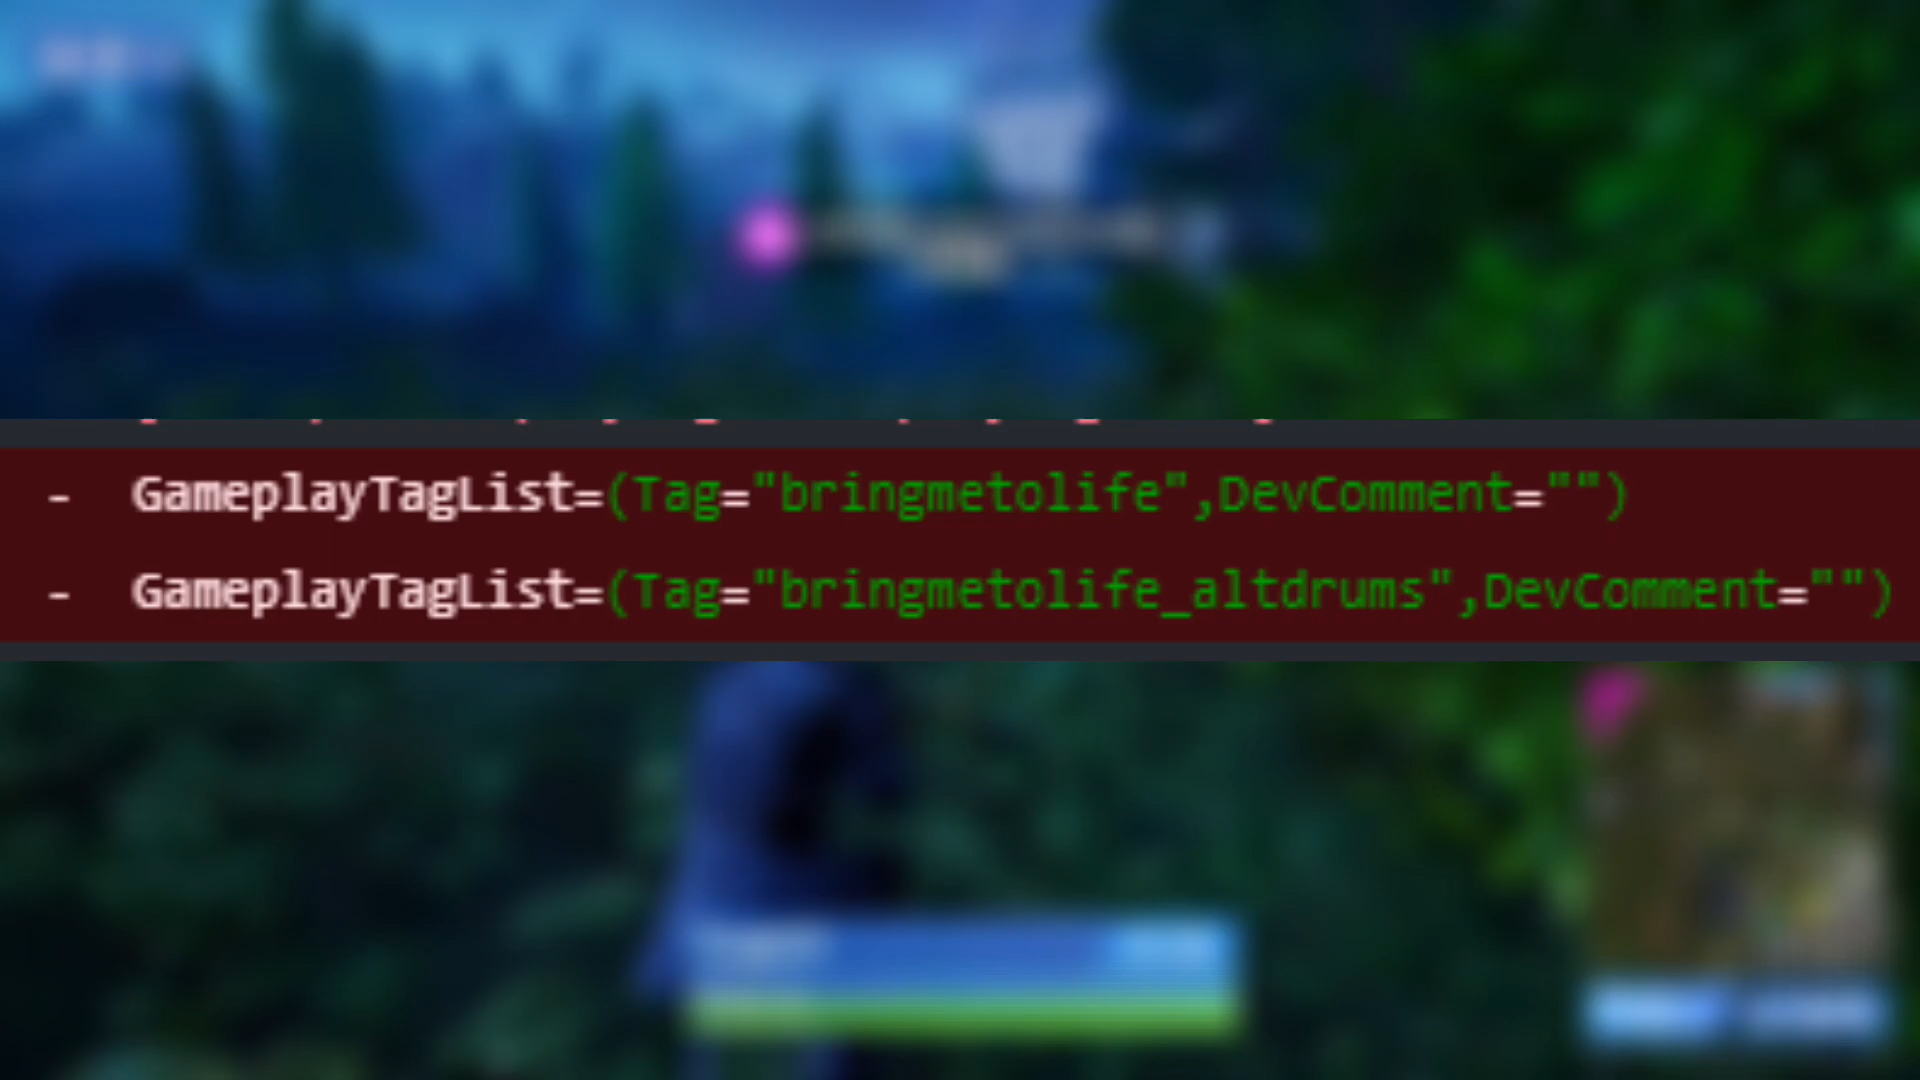 - GameplayTagList=(Tag="bringmetolife",DevComment="")
- GameplayTagList=(Tag="bringmetolife_altdrums",DevComment="")